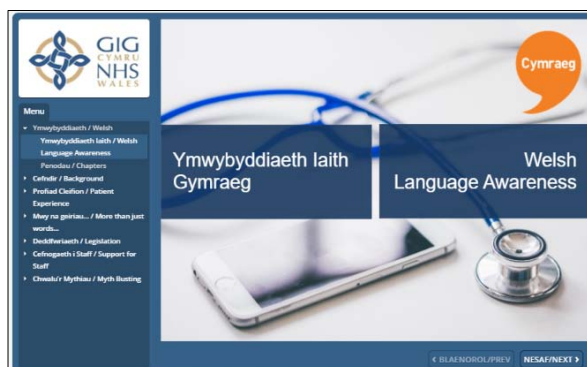 GIG
CYMRU
NHS
WALES
Menu
Ymwybyddiaeth / Welsh
Ymwybyddiaeth Iaith / Welsh
Language Awareness
Penodau / Chapters
Cefndir / Background
Profiad Cleifion / Patient
Experience
Mwy na geiriau... / More than just
words...
Deddfwriaeth / Legislation
Cefnogaeth i Staff / Support for
Staff
Chwalu'r Mythiau / Myth Busting
Cymraeg
Ymwybyddiaeth Iaith
Gymraeg
Welsh
Language Awareness
< BLAENOROL/PREV
NESAF/NEXT >